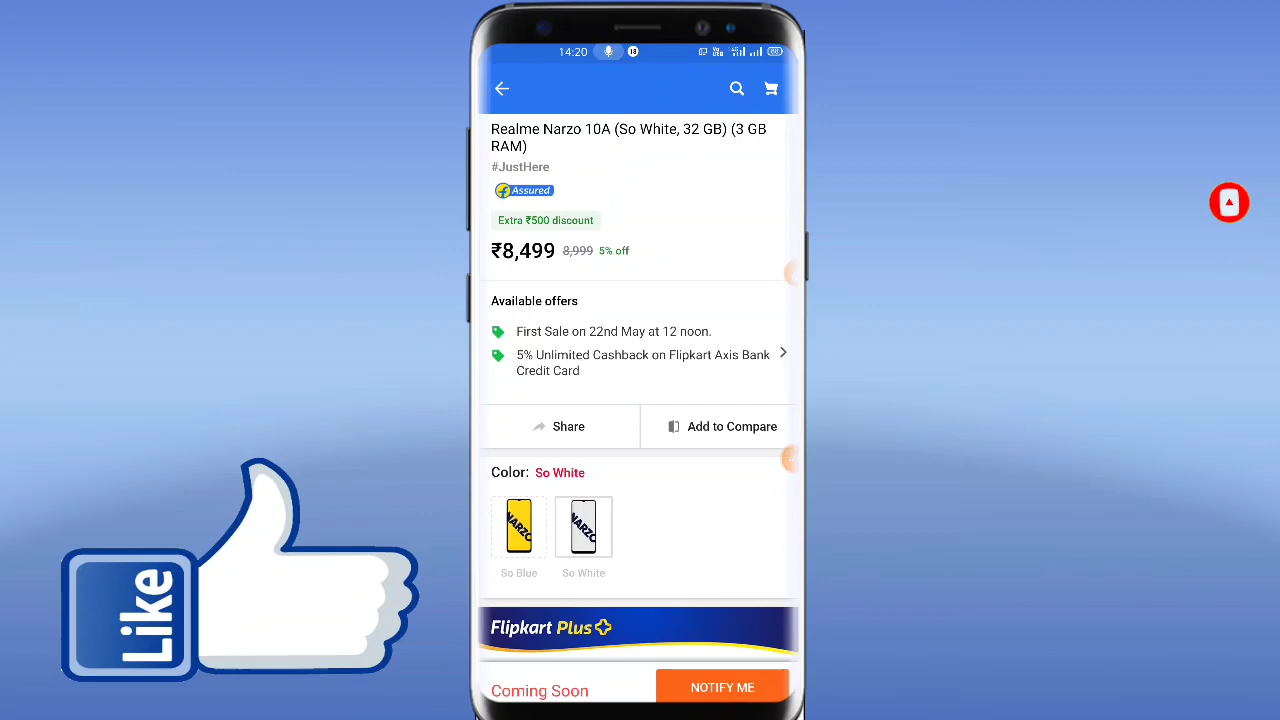 14:20
18
Realme Narzo 10A (So White, 32 GB) (3 GB
RAM)
#JustHere
Assured
Extra ₹500 discount
₹8,499 8,999 5% off
Available offers
First Sale on 22nd May at 12 noon.
5% Unlimited Cashback on Flipkart Axis Bank
Credit Card
Share
Add to Compare
Color: So White
NARZO
NARZO
So Blue
So White
Flipkart Plus
Coming Soon
NOTIFY ME
Like